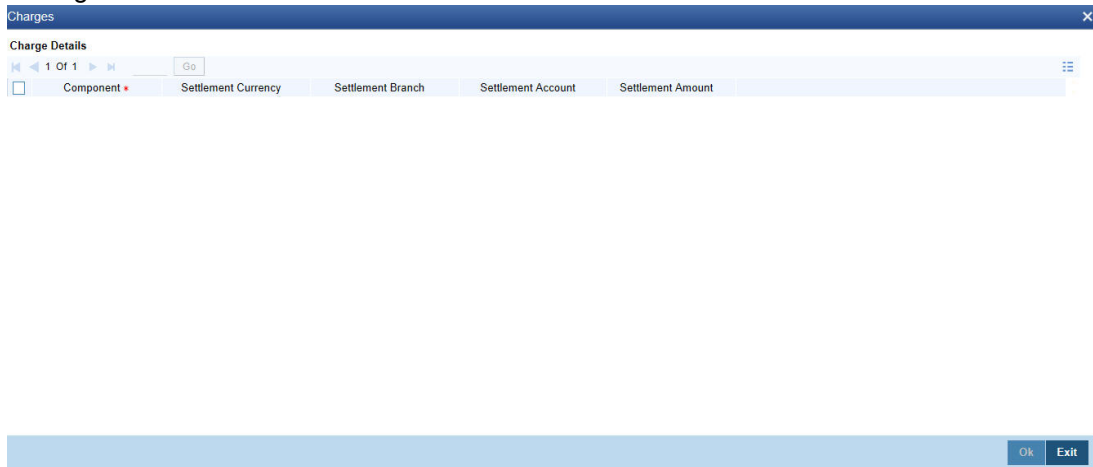 Charges
Charge Details
1 Of 1 Go
Component * Settlement Currency Settlement Branch Settlement Account Settlement Amount
Ok Exit